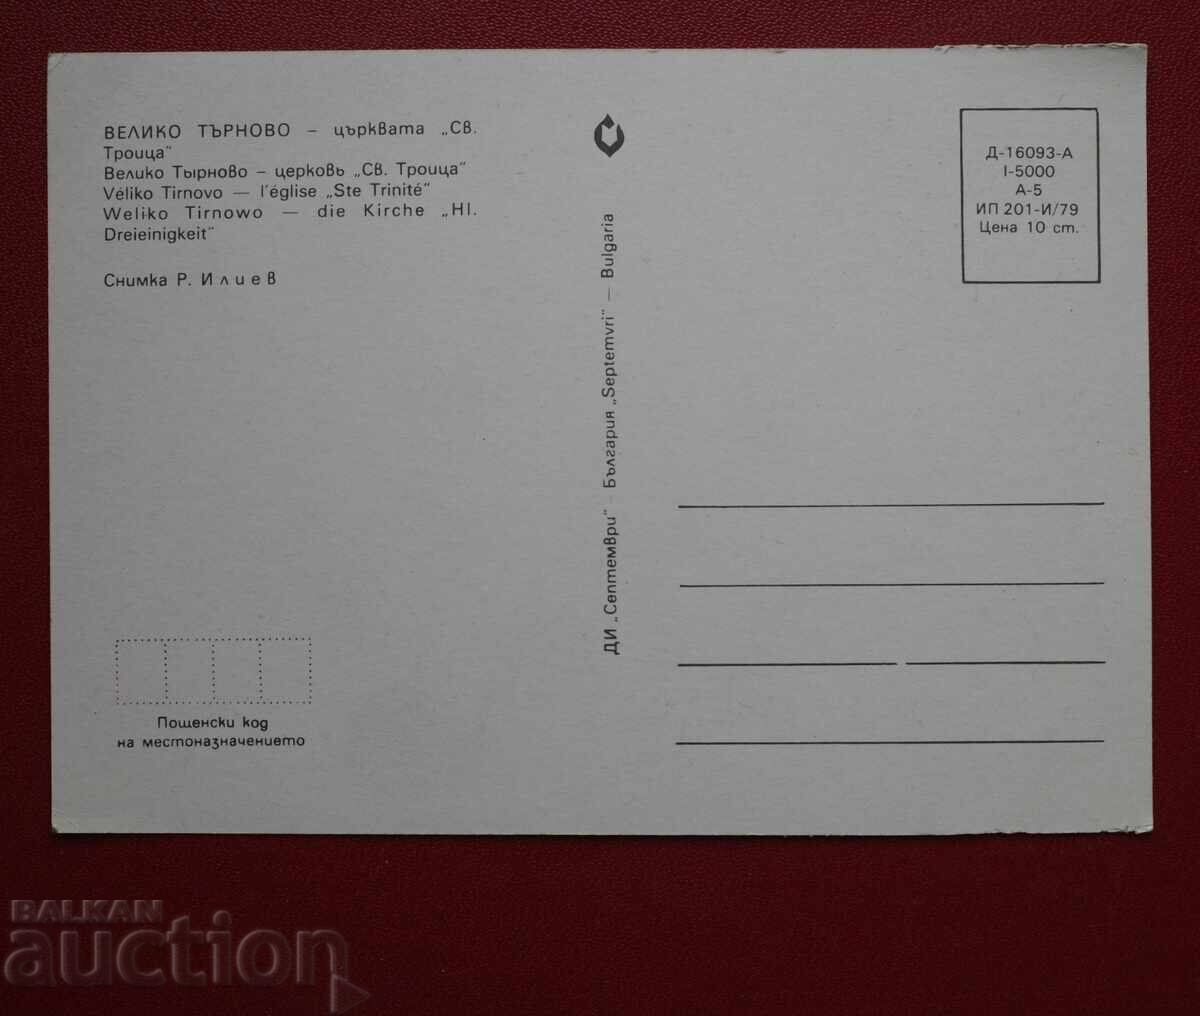 ВЕЛИКО ТЪРНОВО – църквата „СВ.
Троица“
Велико Тырново – церковь „СВ. Троица“
Véliko Tirnovo — l'église „Ste Trinité“
Weliko Tirnowo — die Kirche „Hl.
Dreieinigkeit“
Снимка Р. Илиев
Пощенски код
на местоназначението
ДИ „Септември“ - България „Septemvri“ — Bulgaria
Д-16093-А
I-5000
А-5
ИП 201-И/79
Цена 10 ст.
BALKAN
auction